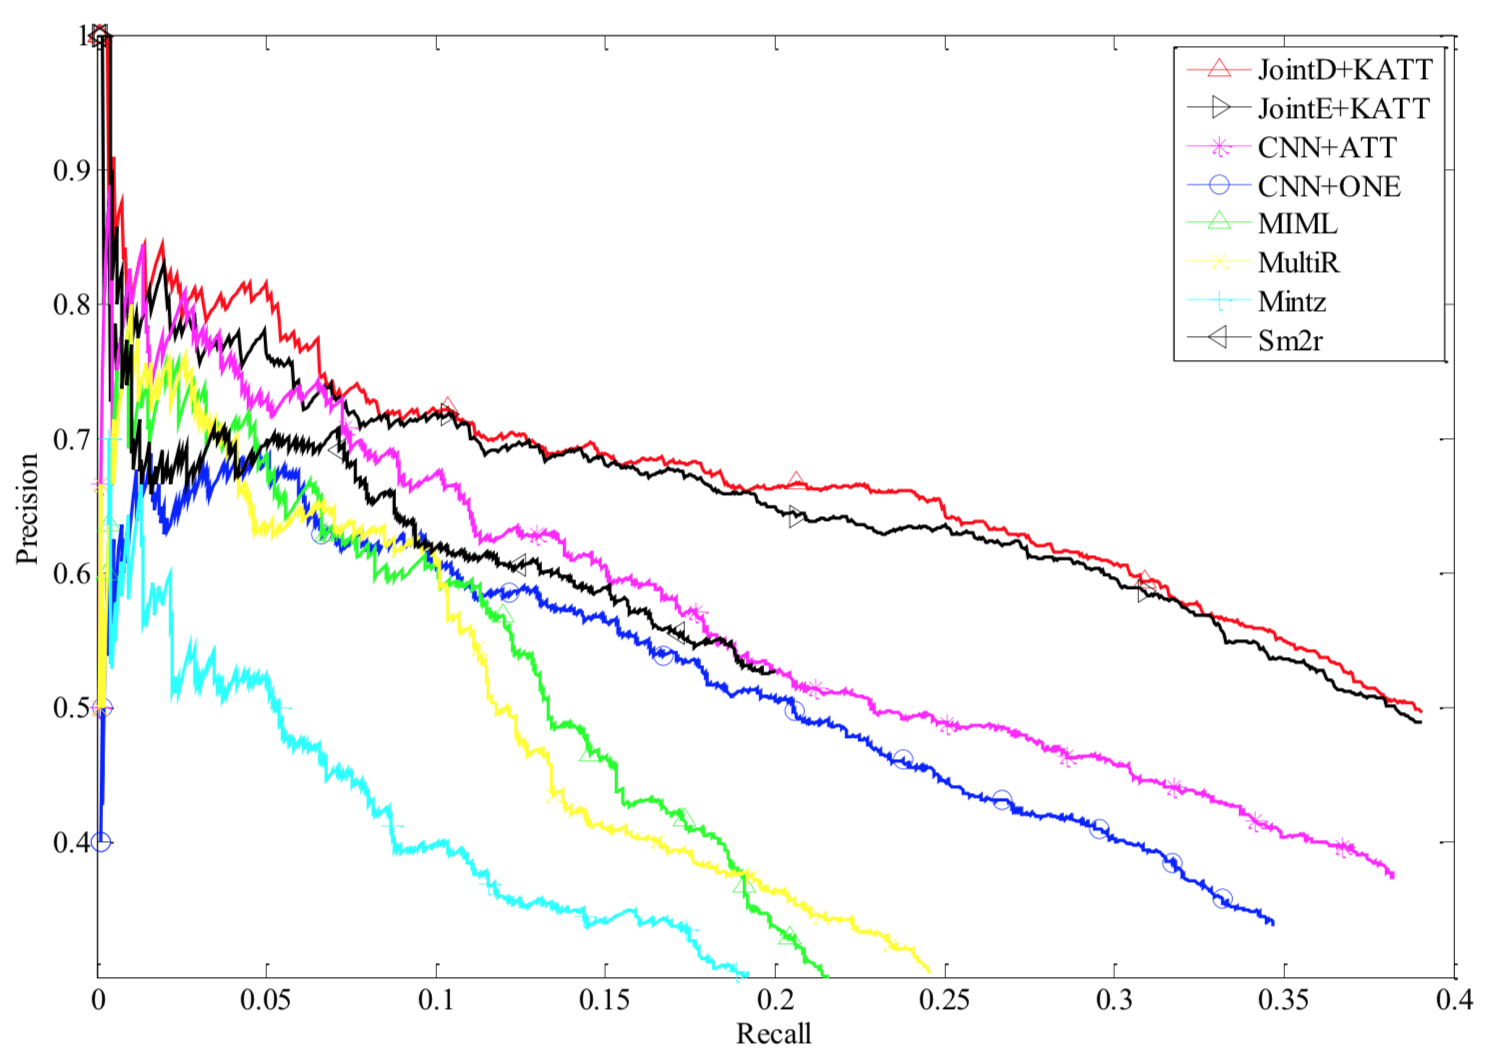 1
0.9
0.8
0.7
0.6
0.5
0.4
Precision
0
0.05
0.1
0.15
0.2
0.25
0.3
0.35
0.4
Recall
JointD+KATT
JointE+KATT
CNN+ATT
CNN+ONE
MIML
MultiR
Mintz
Sm2r